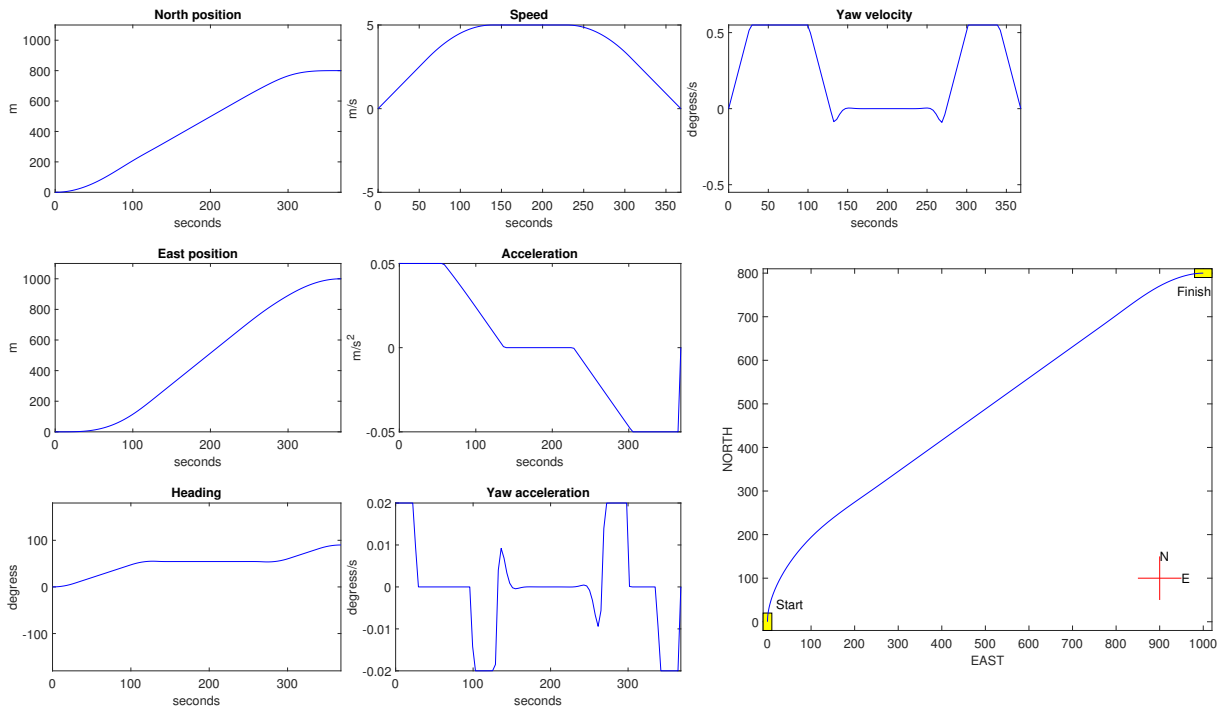 North position
1000
800
600
400
200
0
m
0 100 200 300
seconds
Speed
5
0
-5
m/s
0 50 100 150 200 250 300 350
seconds
Yaw velocity
0.5
0
-0.5
degress/s
0 50 100 150 200 250 300 350
seconds
East position
1000
800
600
400
200
0
m
0 100 200 300
seconds
Acceleration
0.05
0
-0.05
m/s2
0 100 200 300
seconds
Heading
100
0
-100
degress
0 100 200 300
seconds
Yaw acceleration
0.02
0.01
0
-0.01
-0.02
degress/s
0 100 200 300
seconds
800
700
600
500
400
300
200
100
0
NORTH
Finish
N
E
Start
0 100 200 300 400 500 600 700 800 900 1000
EAST